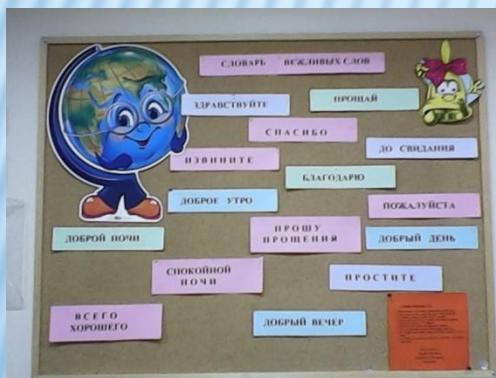 СЛОВАРЬ ВЕЖЛИВЫХ СЛОВ
ЗДРАВСТВУЙТЕ
ПРОЩАЙ
СПАСИБО
ДО СВИДАНИЯ
ИЗВИНИТЕ
БЛАГОДАРЮ
ДОБРОЕ УТРО
ПОЖАЛУЙСТА
ДОБРОЙ НОЧИ
ПРОШУ
ПРОЩЕНИЯ
ДОБРЫЙ ДЕНЬ
СПОКОЙНОЙ
НОЧИ
ПРОСТИТЕ
ВСЕГО
ХОРОШЕГО
ДОБРЫЙ ВЕЧЕР